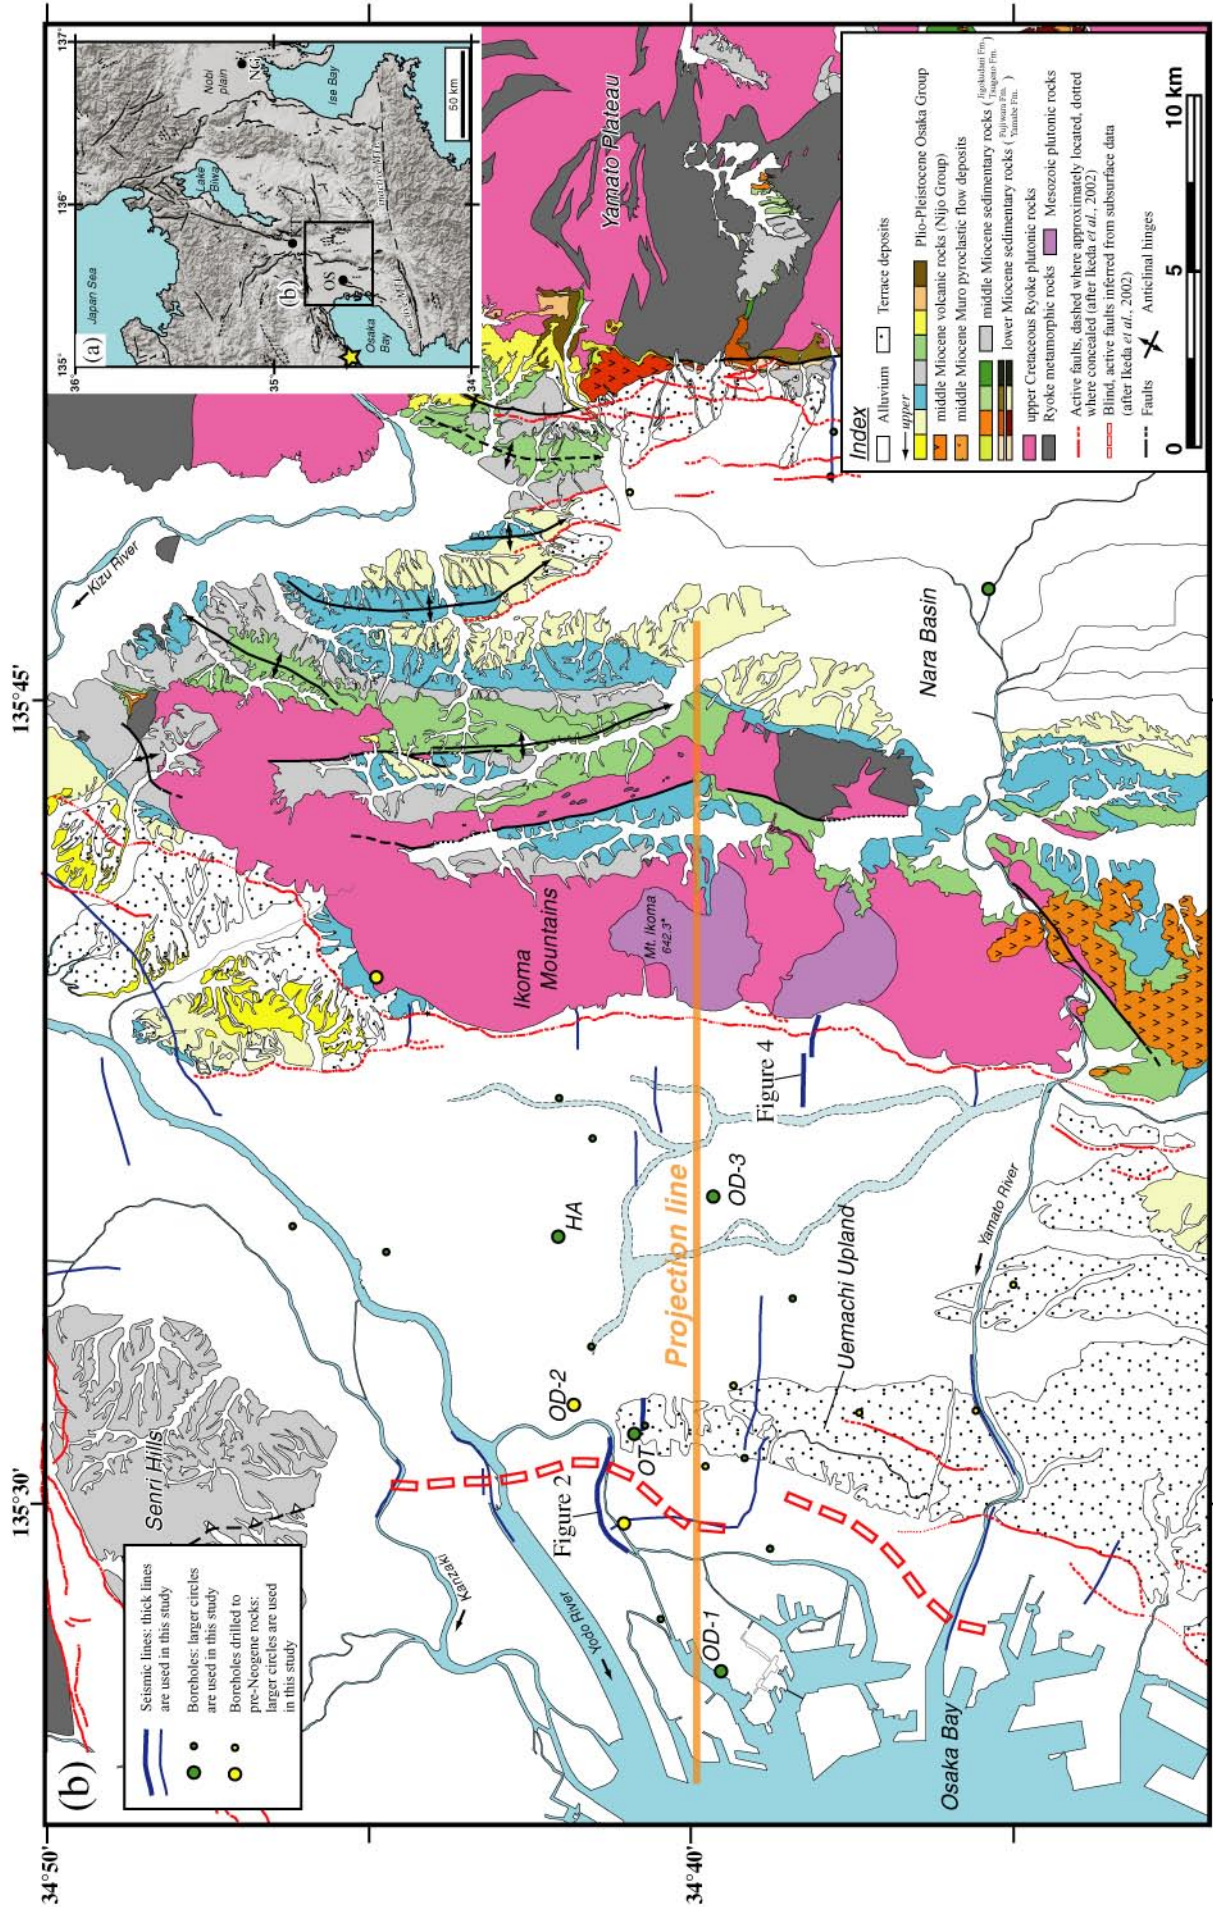 (b)
34°50'
34°40'
135°30'
135°45'
Seismic lines: thick lines
are used in this study
Boreholes: larger circles
are used in this study
Boreholes drilled to
pre-Neogene rocks:
larger circles are used
in this study
Senri Hills
Kanzaki
Yodo River
Osaka Bay
Figure 2
OD-1
OD-2
OD-3
OT
HA
Projection line
Uemachi Upland
Yamato River
Figure 4
Ikoma
Mountains
Mt. Ikoma
642.3*
Nara Basin
Kizu River
Yamato Plateau
(a)
135°
136°
137°
36°
35°
34°
Japan Sea
Lake
Biwa
Nobi
plain
NG
Ise Bay
(b)
OS
Osaka
Bay
50 km
Index
Alluvium
Terrace deposits
upper
Plio-Pleistocene Osaka Group
middle Miocene volcanic rocks (Nijo Group)
middle Miocene Muro pyroclastic flow deposits
middle Miocene sedimentary rocks (Jigokudani Fm. Tsugeno Fm.)
lower Miocene sedimentary rocks (Fujiwara Fm. Yamabe Fm.)
upper Cretaceous Ryoke plutonic rocks
Ryoke metamorphic rocks
Mesozoic plutonic rocks
Active faults, dashed where approximately located, dotted
where concealed (after Ikeda et al., 2002)
Blind, active faults inferred from subsurface data
(after Ikeda et al., 2002)
Faults
Anticlinal hinges
0
5
10 km